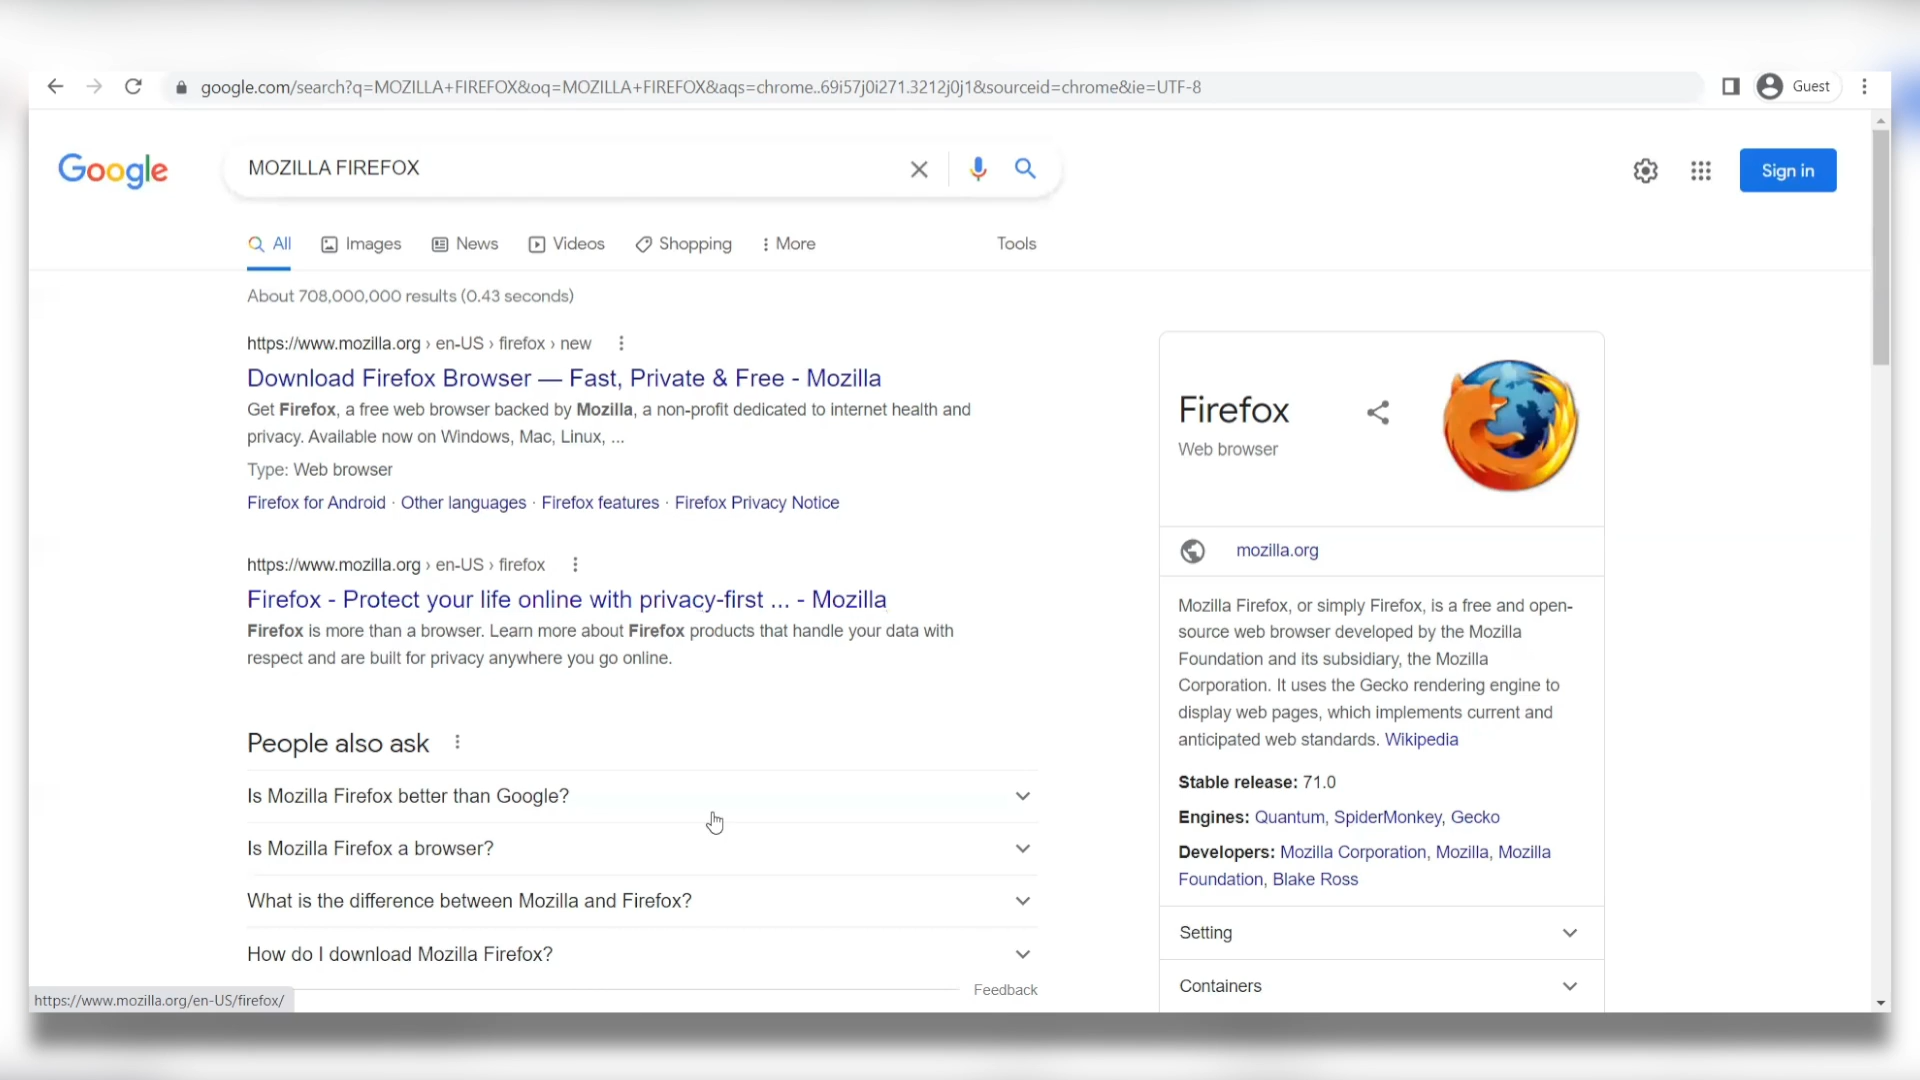 google.com/search?q=MOZILLA+FIREFOX&oq=MOZILLA+FIREFOX&aqs=chrome..69i57j0i271.3212j0j1&sourceid=chrome&ie=UTF-8
Guest
Google
MOZILLA FIREFOX
Sign in
All
Images
News
Videos
Shopping
More
Tools
About 708,000,000 results (0.43 seconds)
https://www.mozilla.org › en-US › firefox › new
Download Firefox Browser — Fast, Private & Free - Mozilla
Get Firefox, a free web browser backed by Mozilla, a non-profit dedicated to internet health and
privacy. Available now on Windows, Mac, Linux, ...
Type: Web browser
Firefox for Android · Other languages · Firefox features · Firefox Privacy Notice
https://www.mozilla.org › en-US › firefox
Firefox - Protect your life online with privacy-first ... - Mozilla
Firefox is more than a browser. Learn more about Firefox products that handle your data with
respect and are built for privacy anywhere you go online.
People also ask
Is Mozilla Firefox better than Google?
Is Mozilla Firefox a browser?
What is the difference between Mozilla and Firefox?
How do I download Mozilla Firefox?
Feedback
https://www.mozilla.org/en-US/firefox/
Firefox
Web browser
mozilla.org
Mozilla Firefox, or simply Firefox, is a free and open-
source web browser developed by the Mozilla
Foundation and its subsidiary, the Mozilla
Corporation. It uses the Gecko rendering engine to
display web pages, which implements current and
anticipated web standards. Wikipedia
Stable release: 71.0
Engines: Quantum, SpiderMonkey, Gecko
Developers: Mozilla Corporation, Mozilla, Mozilla
Foundation, Blake Ross
Setting
Containers